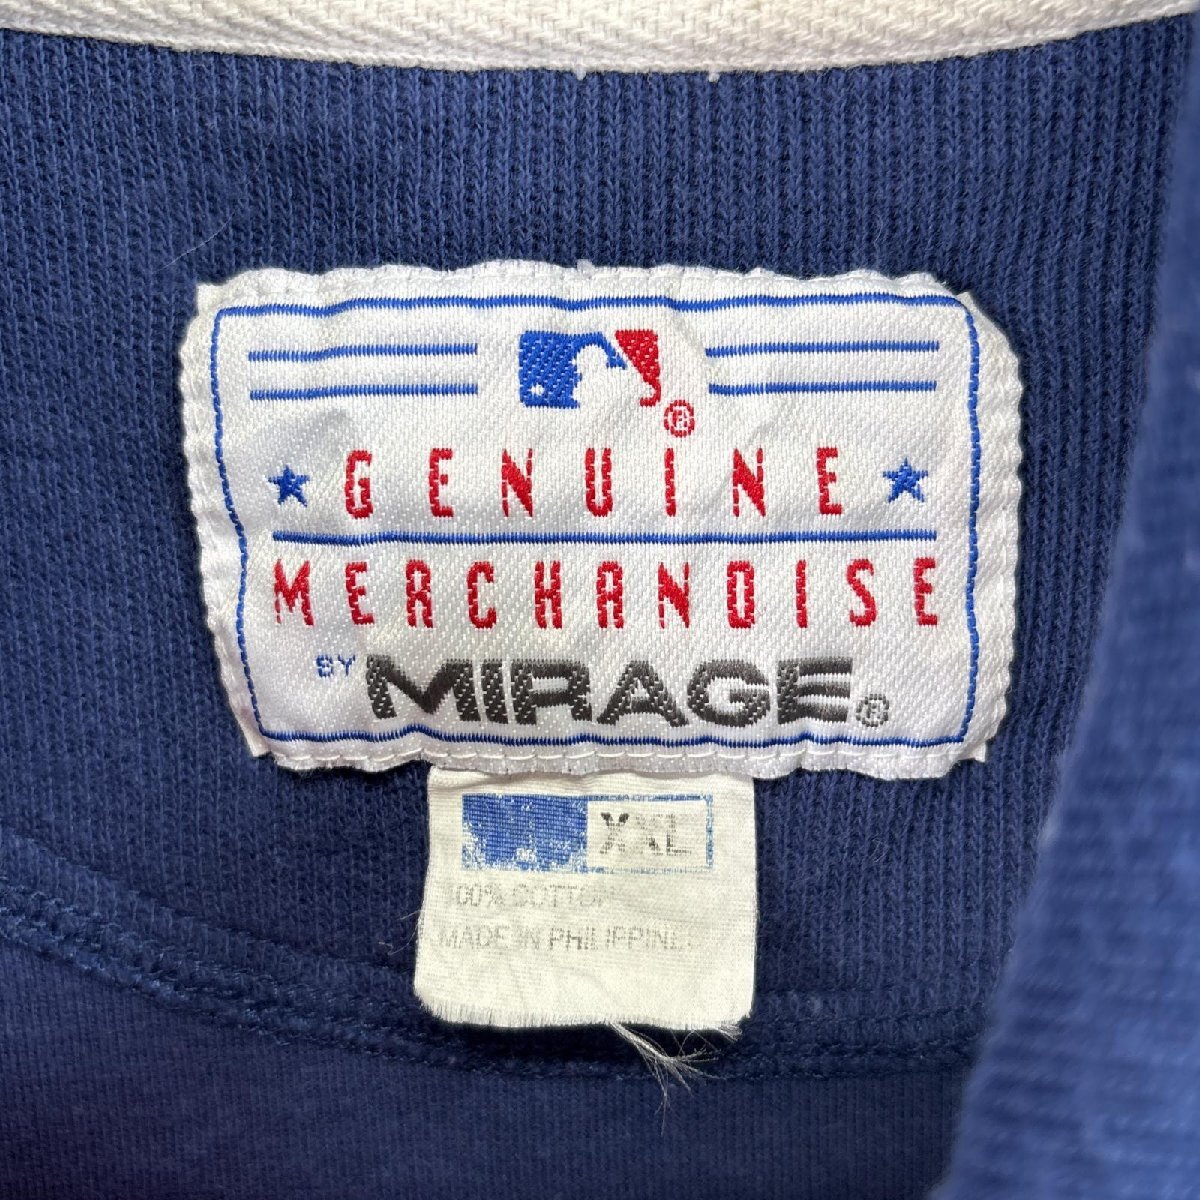 ®
GENUINE
MERCHANDISE
BY MIRAGE®
XXL
100% COTTON
MADE IN PHILIPPINES